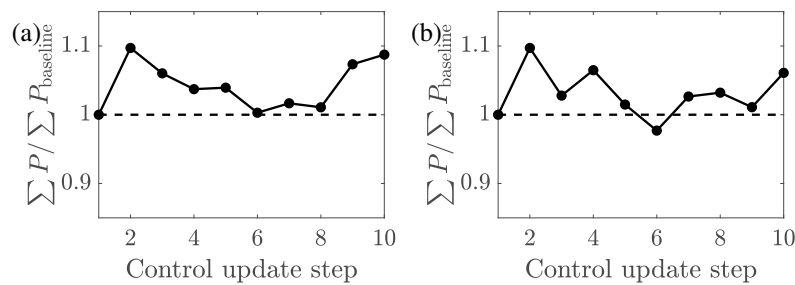 (a)
∑ P / ∑ P_baseline
1.1
1
0.9
2 4 6 8 10
Control update step
(b)
∑ P / ∑ P_baseline
1.1
1
0.9
2 4 6 8 10
Control update step